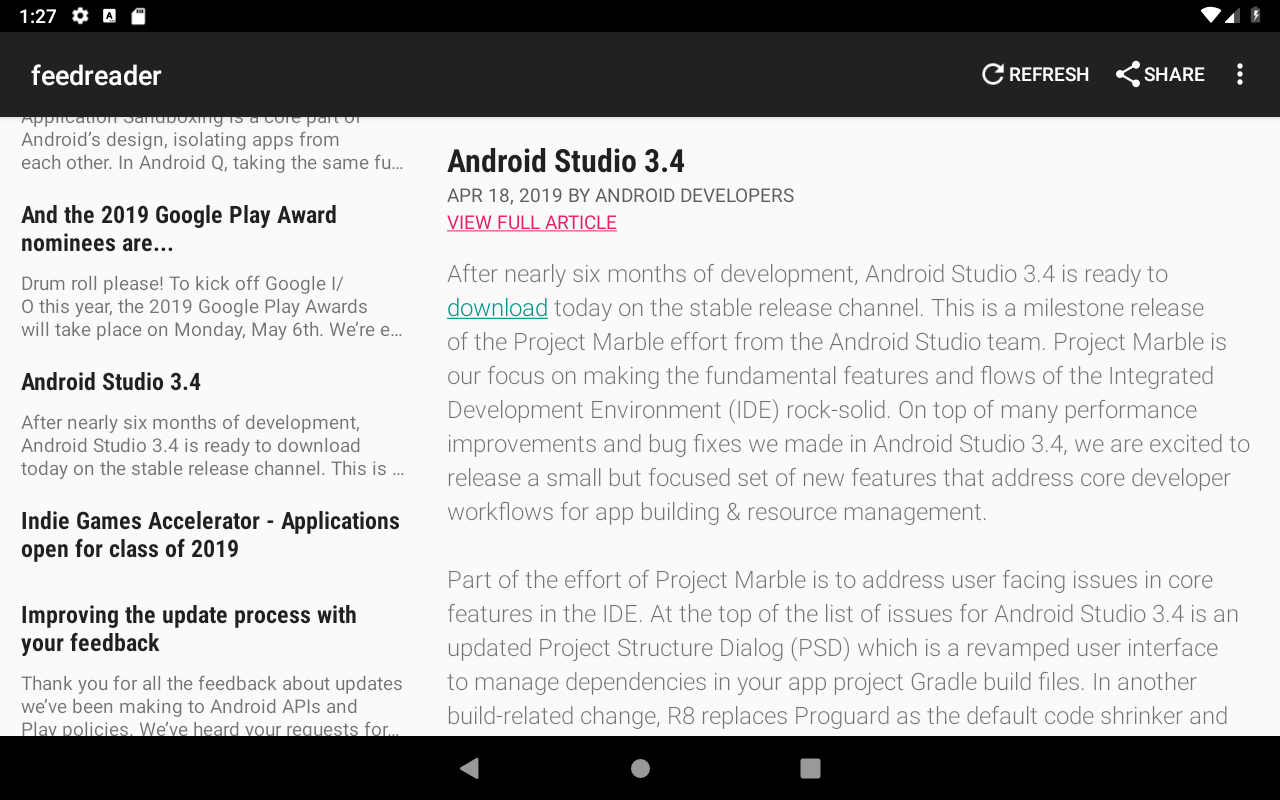 1:27
feedreader
REFRESH
SHARE
Application Sandboxing is a core part of
Android’s design, isolating apps from
each other. In Android Q, taking the same fu…
And the 2019 Google Play Award
nominees are…
Drum roll please! To kick off Google I/
O this year, the 2019 Google Play Awards
will take place on Monday, May 6th. We’re e…
Android Studio 3.4
After nearly six months of development,
Android Studio 3.4 is ready to download
today on the stable release channel. This is …
Indie Games Accelerator - Applications
open for class of 2019
Improving the update process with
your feedback
Thank you for all the feedback about updates
we’ve been making to Android APIs and
Play policies. We’ve heard your requests for…
Android Studio 3.4
APR 18, 2019 BY ANDROID DEVELOPERS
VIEW FULL ARTICLE
After nearly six months of development, Android Studio 3.4 is ready to
download today on the stable release channel. This is a milestone release
of the Project Marble effort from the Android Studio team. Project Marble is
our focus on making the fundamental features and flows of the Integrated
Development Environment (IDE) rock-solid. On top of many performance
improvements and bug fixes we made in Android Studio 3.4, we are excited to
release a small but focused set of new features that address core developer
workflows for app building & resource management.
Part of the effort of Project Marble is to address user facing issues in core
features in the IDE. At the top of the list of issues for Android Studio 3.4 is an
updated Project Structure Dialog (PSD) which is a revamped user interface
to manage dependencies in your app project Gradle build files. In another
build-related change, R8 replaces Proguard as the default code shrinker and